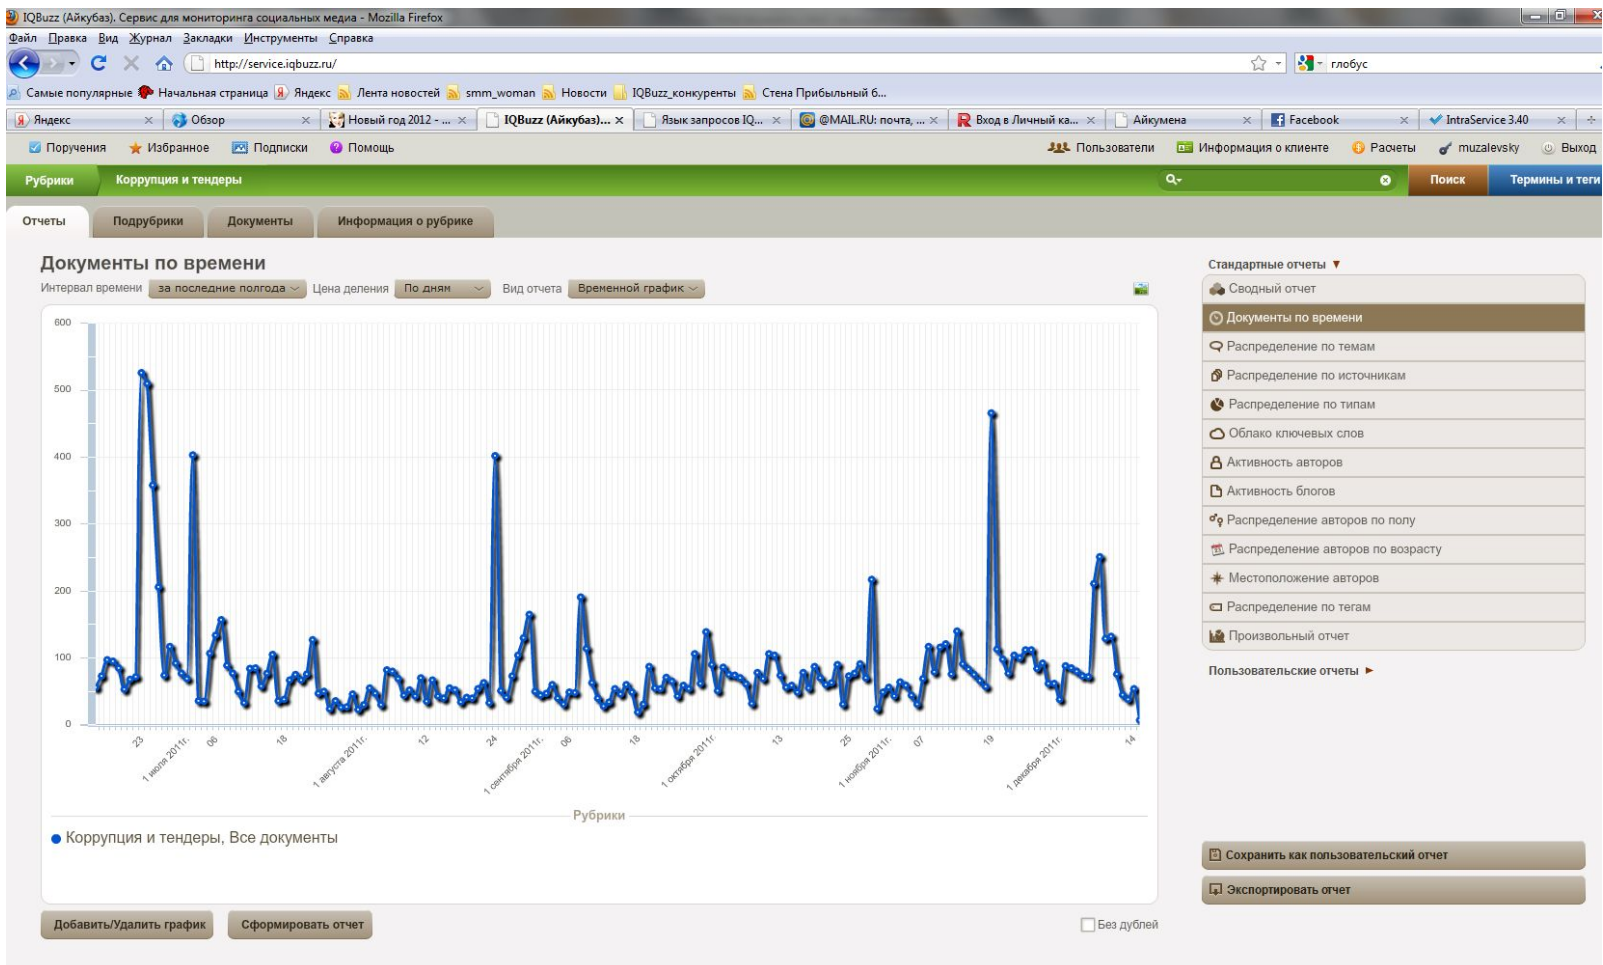 IQBuzz (Айкубаз). Сервис для мониторинга социальных медиа - Mozilla Firefox
Файл Правка Вид Журнал Закладки Инструменты Справка
http://service.iqbuzz.ru/ глобус
Самые популярные Начальная страница Яндекс Лента новостей smm_woman Новости IQBuzz_конкуренты Стена Прибыльный б...
Яндекс Обзор Новый год 2012 - ... IQBuzz (Айкубаз)... Язык запросов IQ... @MAIL.RU: почта, ... Вход в Личный ка... Айкумена Facebook IntraService 3.40
Поручения Избранное Подписки Помощь Пользователи Информация о клиенте Расчеты muzalevsky Выход
Рубрики Коррупция и тендеры Поиск Термины и теги
Отчеты Подрубрики Документы Информация о рубрике
Документы по времени
Интервал времени за последние полгода Цена деления По дням Вид отчета Временной график
600
500
400
300
200
100
0
23 1 июля 2011г. 06 18 1 августа 2011г. 12 24 1 сентября 2011г. 06 18 1 октября 2011г. 13 25 1 ноября 2011г. 07 19 1 декабря 2011г. 14
Рубрики
Коррупция и тендеры, Все документы
Добавить/Удалить график Сформировать отчет Без дублей
Стандартные отчеты
Сводный отчет
Документы по времени
Распределение по темам
Распределение по источникам
Распределение по типам
Облако ключевых слов
Активность авторов
Активность блогов
Распределение авторов по полу
Распределение авторов по возрасту
Местоположение авторов
Распределение по тегам
Произвольный отчет
Пользовательские отчеты
Сохранить как пользовательский отчет
Экспортировать отчет